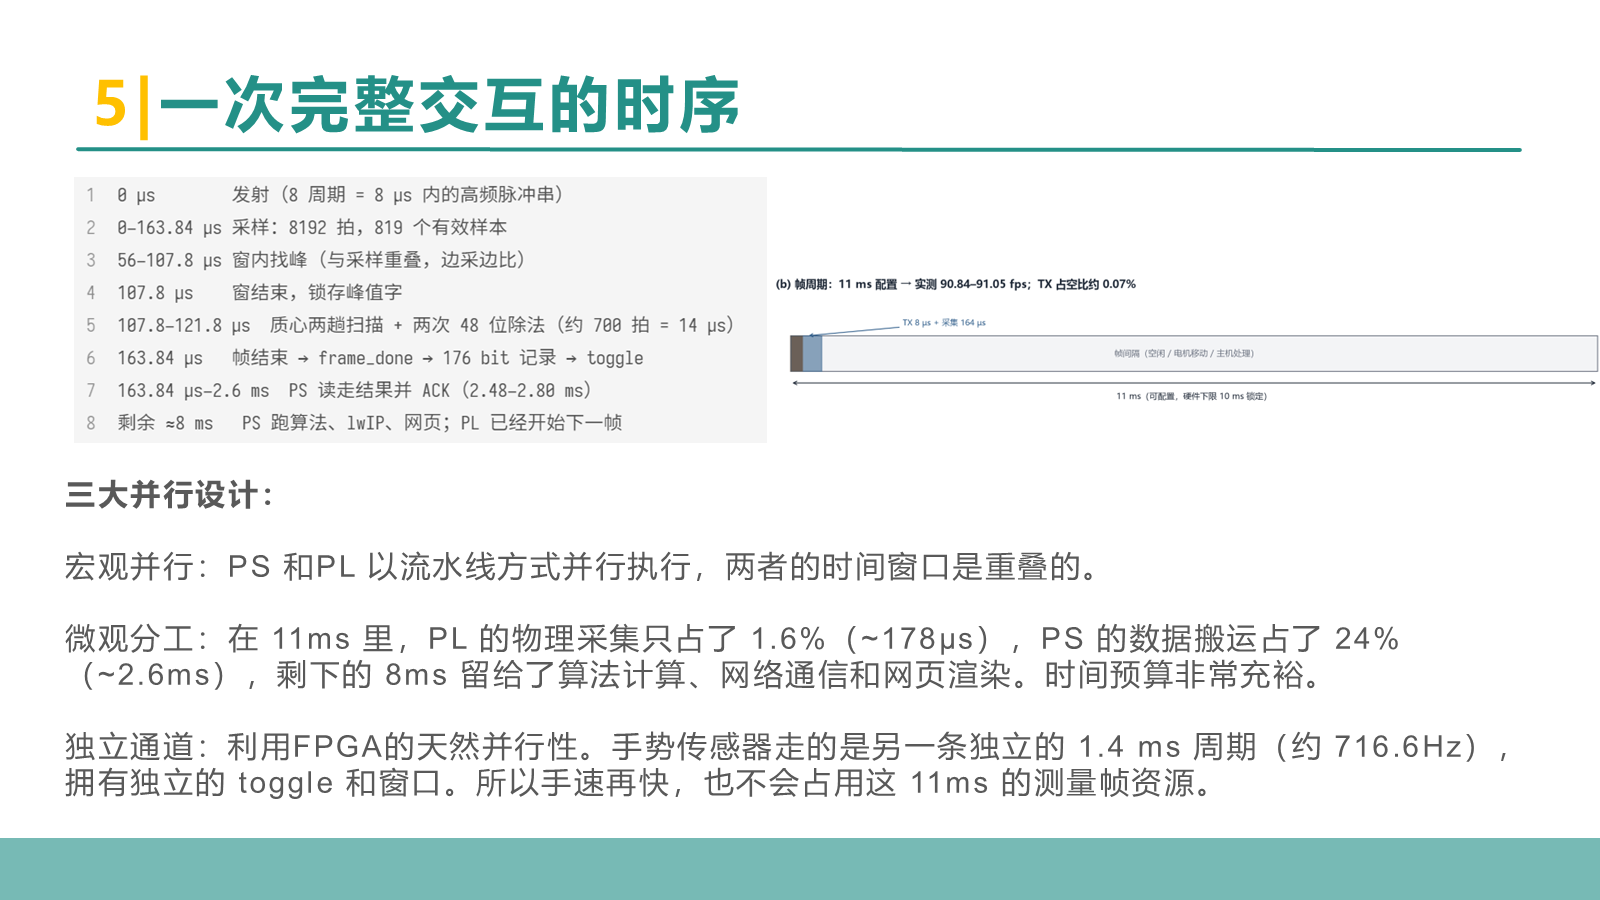 5|一次完整交互的时序
1 0 μs 发射（8 周期 = 8 μs 内的高频脉冲串）
2 0–163.84 μs 采样：8192 拍，819 个有效样本
3 56–107.8 μs 窗内找峰（与采样重叠，边采边比）
4 107.8 μs 窗结束，锁存峰值字
5 107.8–121.8 μs 质心两趟扫描 + 两次 48 位除法（约 700 拍 = 14 μs）
6 163.84 μs 帧结束 → frame_done → 176 bit 记录 → toggle
7 163.84 μs–2.6 ms PS 读走结果并 ACK（2.48–2.80 ms）
8 剩余 ≈8 ms PS 跑算法、lwIP、网页；PL 已经开始下一帧
(b) 帧周期：11 ms 配置 → 实测 90.84–91.05 fps；TX 占空比约 0.07%
TX 8 μs + 采集 164 μs
帧间隔（空闲 / 电机移动 / 主机处理）
11 ms（可配置，硬件下限 10 ms 锁定）
三大并行设计：
宏观并行：PS 和PL 以流水线方式并行执行，两者的时间窗口是重叠的。
微观分工：在 11ms 里，PL 的物理采集只占了 1.6%（~178μs），PS 的数据搬运占了 24%
（~2.6ms），剩下的 8ms 留给了算法计算、网络通信和网页渲染。时间预算非常充裕。
独立通道：利用FPGA的天然并行性。手势传感器走的是另一条独立的 1.4 ms 周期（约 716.6Hz），
拥有独立的 toggle 和窗口。所以手速再快，也不会占用这 11ms 的测量帧资源。